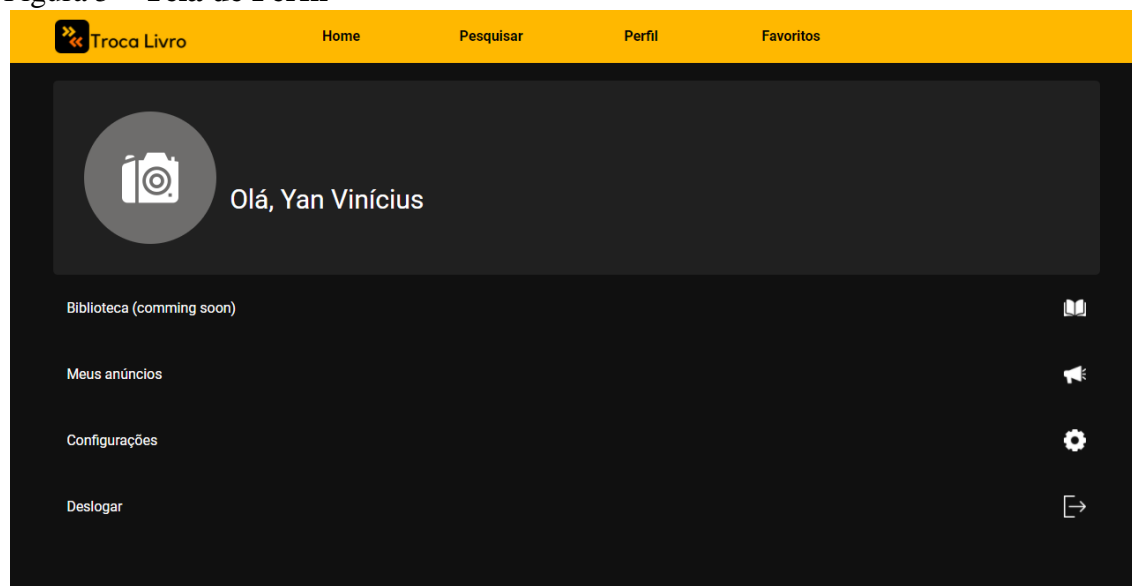 Troca Livro
Home
Pesquisar
Perfil
Favoritos
Olá, Yan Vinícius
Biblioteca (comming soon)
Meus anúncios
Configurações
Deslogar